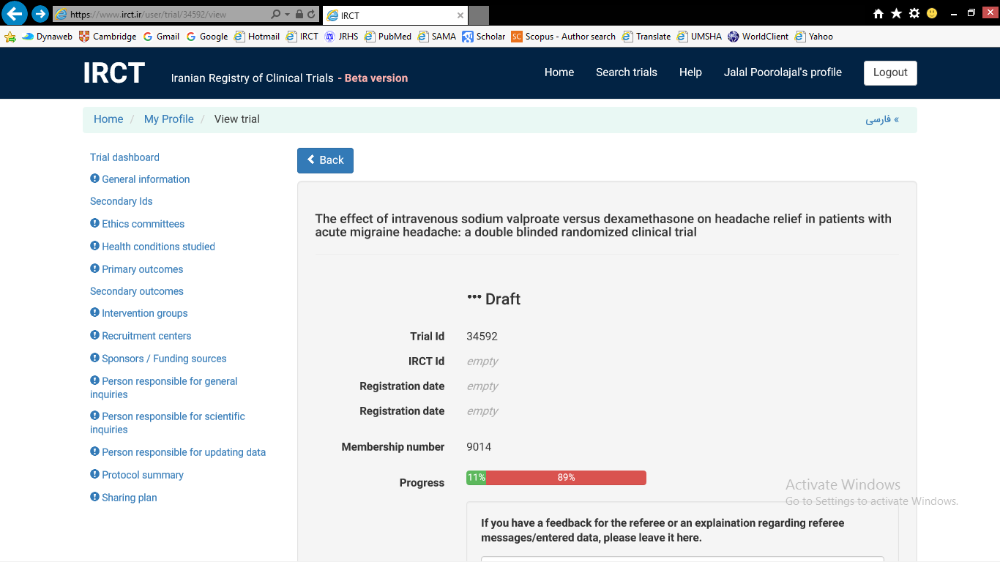 https://www.irct.ir/user/trial/34592/view
IRCT
Dynaweb Cambridge Gmail Google Hotmail IRCT JRHS PubMed SAMA Scholar SC Scopus - Author search Translate UMSHA WorldClient Yahoo
IRCT Iranian Registry of Clinical Trials - Beta version
Home Search trials Help Jalal Poorolajal's profile Logout
Home / My Profile / View trial
» فارسی
Trial dashboard
General information
Secondary Ids
Ethics committees
Health conditions studied
Primary outcomes
Secondary outcomes
Intervention groups
Recruitment centers
Sponsors / Funding sources
Person responsible for general
inquiries
Person responsible for scientific
inquiries
Person responsible for updating data
Protocol summary
Sharing plan
Back
The effect of intravenous sodium valproate versus dexamethasone on headache relief in patients with
acute migraine headache: a double blinded randomized clinical trial
••• Draft
Trial Id 34592
IRCT Id empty
Registration date empty
Registration date empty
Membership number 9014
Progress 11% 89%
If you have a feedback for the referee or an explaination regarding referee
messages/entered data, please leave it here.
Activate Windows
Go to Settings to activate Windows.